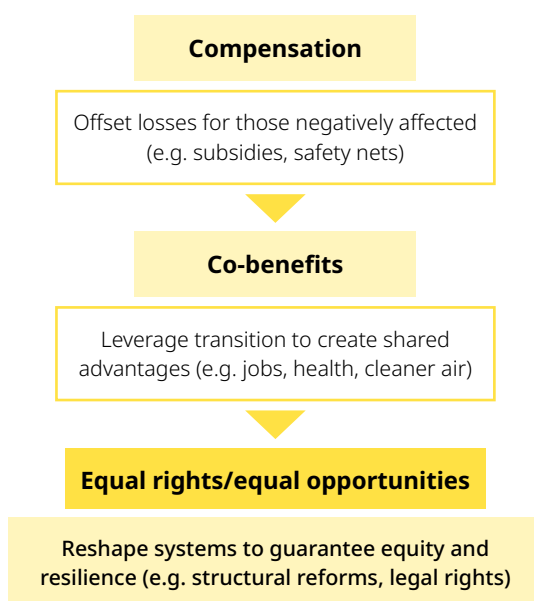 Compensation
Offset losses for those negatively affected
(e.g. subsidies, safety nets)
Co-benefits
Leverage transition to create shared
advantages (e.g. jobs, health, cleaner air)
Equal rights/equal opportunities
Reshape systems to guarantee equity and
resilience (e.g. structural reforms, legal rights)